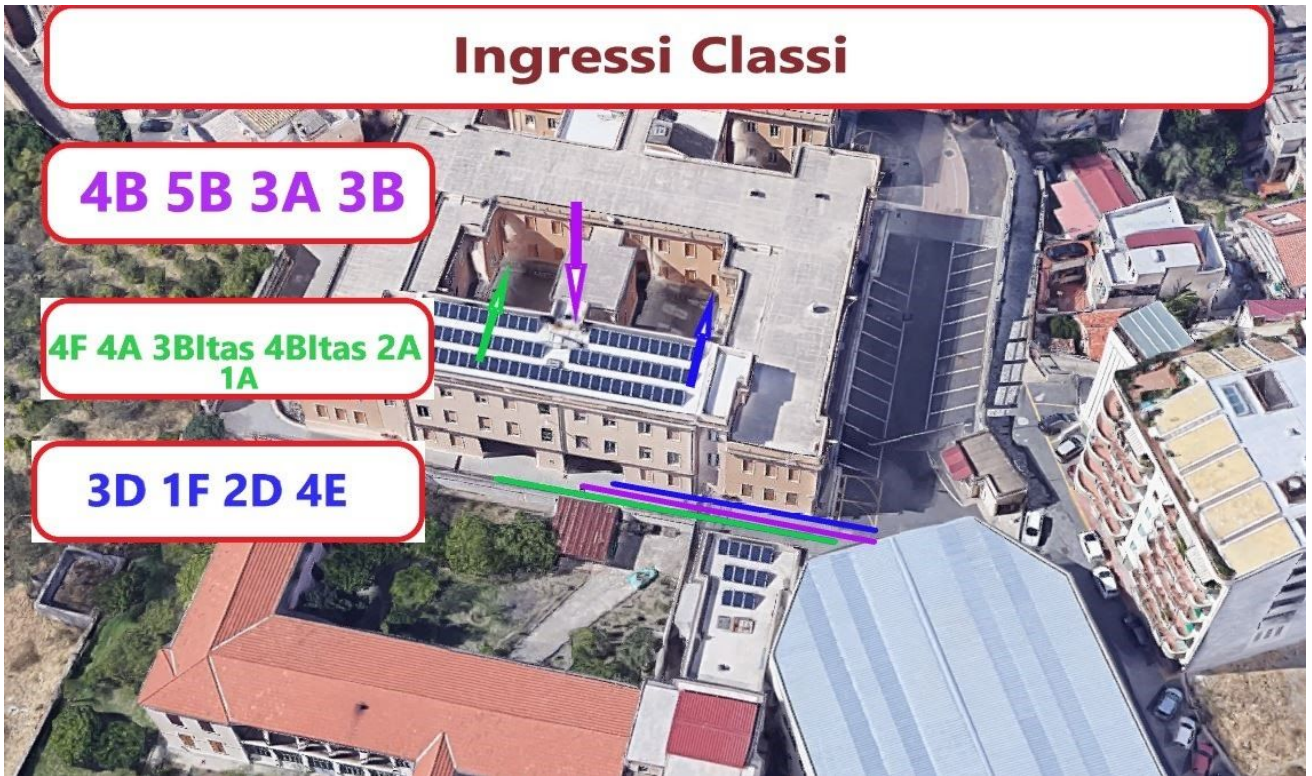 Ingressi Classi
4B 5B 3A 3B
4F 4A 3BItas 4BItas 2A
1A
3D 1F 2D 4E